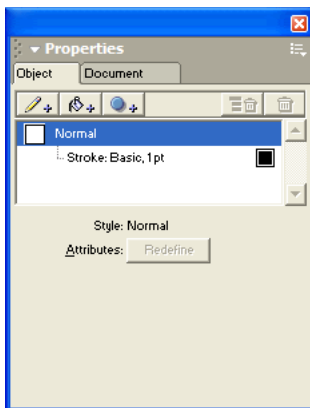 Properties
Object Document
Normal
Stroke: Basic, 1pt
Style: Normal
Attributes: Redefine